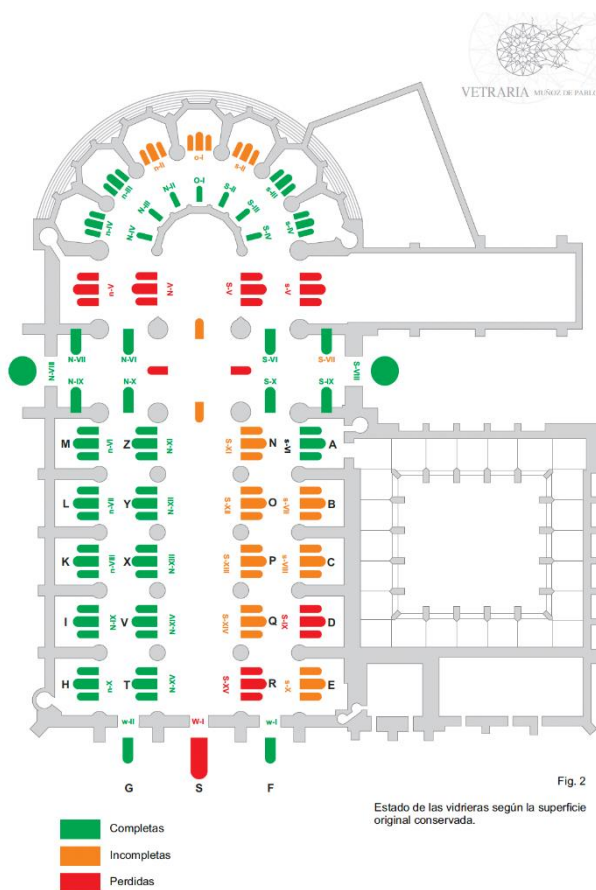 VETRARIA MUÑOZ DE PABLO
n-II
o-I
s-II
n-III
s-III
n-IV
s-IV
N-IV
N-III
N-II
O-I
S-II
S-III
S-IV
n-V
N-V
S-V
s-V
N-VIII
N-VII
N-VI
S-VI
S-VII
S-VIII
N-IX
N-X
S-X
S-IX
M
n-VI
Z
N-XI
S-XI
N
s-VI
A
L
n-VII
Y
N-XII
S-XII
O
s-VII
B
K
n-VIII
X
N-XIII
S-XIII
P
s-VIII
C
I
N-XI
V
N-XIV
S-XIV
Q
S-IX
D
H
n-X
T
N-XV
S-XV
R
s-X
E
w-II
W-I
w-I
G
S
F
Fig. 2
Estado de las vidrieras según la superficie
original conservada.
Completas
Incompletas
Perdidas